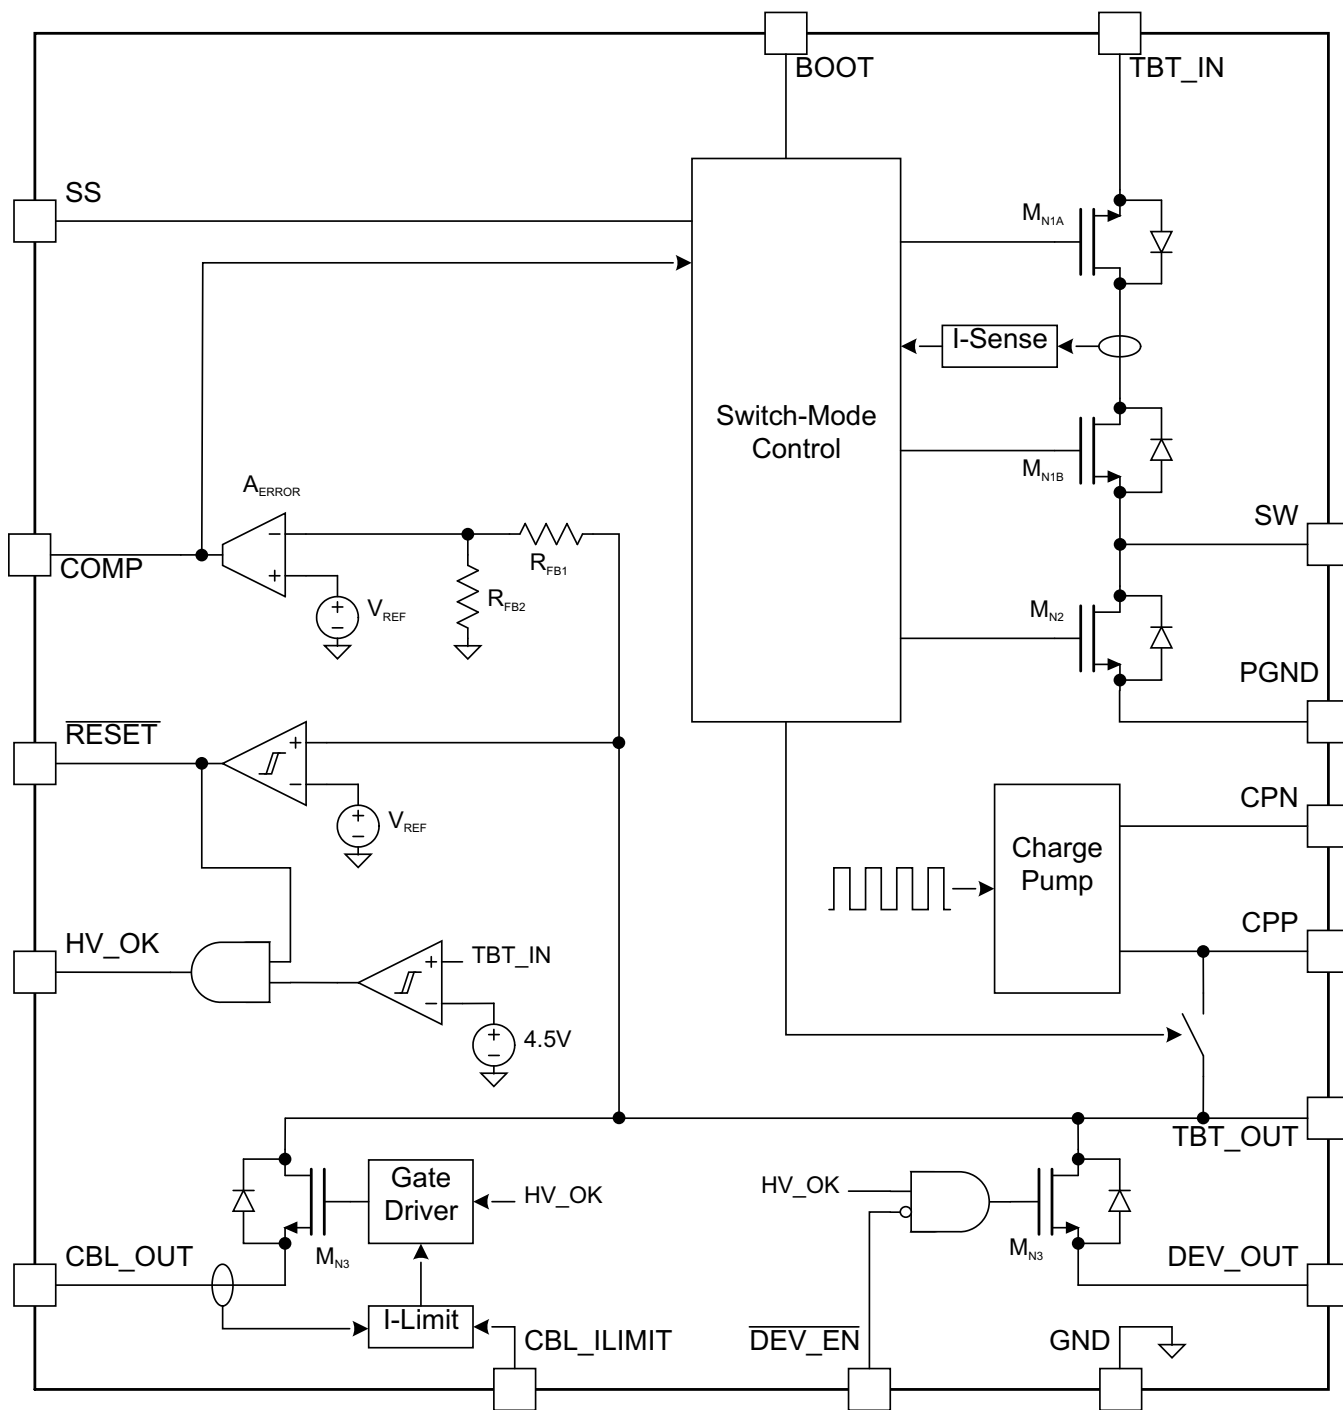 BOOT
TBT_IN
SS
M_N1A
I-Sense
Switch-Mode
Control
M_N1B
A_ERROR
SW
−
COMP
R_FB1
+
R_FB2
+
−
V_REF
M_N2
PGND
RESET
+
−
+
−
V_REF
CPN
Charge
Pump
CPP
HV_OK
+
TBT_IN
−
+
−
4.5V
TBT_OUT
Gate
Driver
HV_OK
HV_OK
M_N3
M_N3
CBL_OUT
DEV_OUT
I-Limit
CBL_ILIMIT
DEV_EN
GND